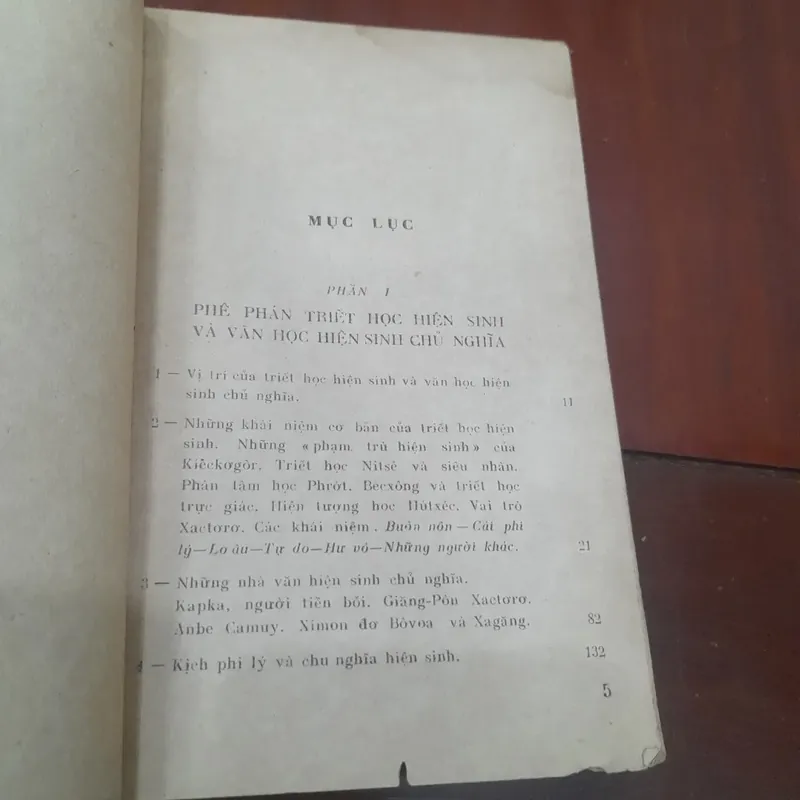 MỤC LỤC
PHẦN I
PHÊ PHÁN TRIẾT HỌC HIỆN SINH
VÀ VĂN HỌC HIỆN SINH CHỦ NGHĨA
1 — Vị trí của triết học hiện sinh và văn học hiện
sinh chủ nghĩa. 11
2 — Những khái niệm cơ bản của triết học hiện
sinh. Những «phạm trù hiện sinh» của
Kiêckơgôr. Triết học Nitsê và siêu nhân.
Phân tâm học Phrớt. Becxông và triết học
trực giác. Hiện tượng học Hútxéc. Vai trò
Xactơrơ. Các khái niệm. Buồn nôn — Cái phi
lý—Lo âu—Tự do—Hư vô—Những người khác. 21
3 — Những nhà văn hiện sinh chủ nghĩa.
Kapka, người tiền bối. Giăng-Pôn Xactơrơ.
Anbe Camuy. Ximon đơ Bôvoa và Xagăng. 82
4 — Kịch phi lý và chu nghĩa hiện sinh. 132
5